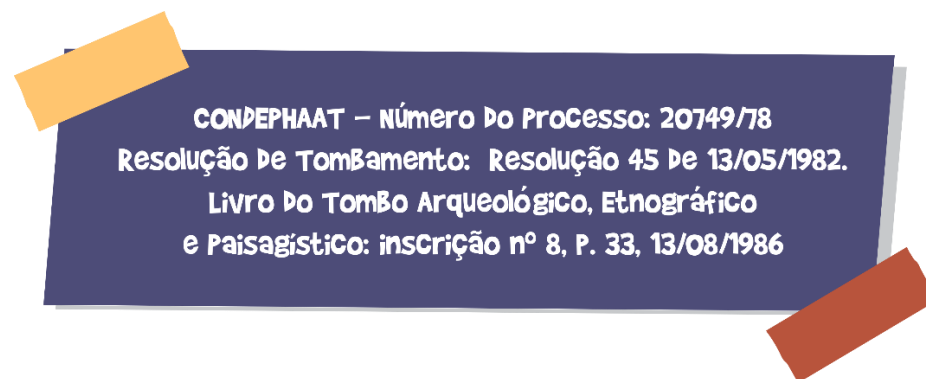 CONDEPHAAT – Número do Processo: 20749/78
Resolução de Tombamento: Resolução 45 de 13/05/1982.
Livro do Tombo Arqueológico, Etnográfico
e Paisagístico: inscrição nº 8, p. 33, 13/08/1986